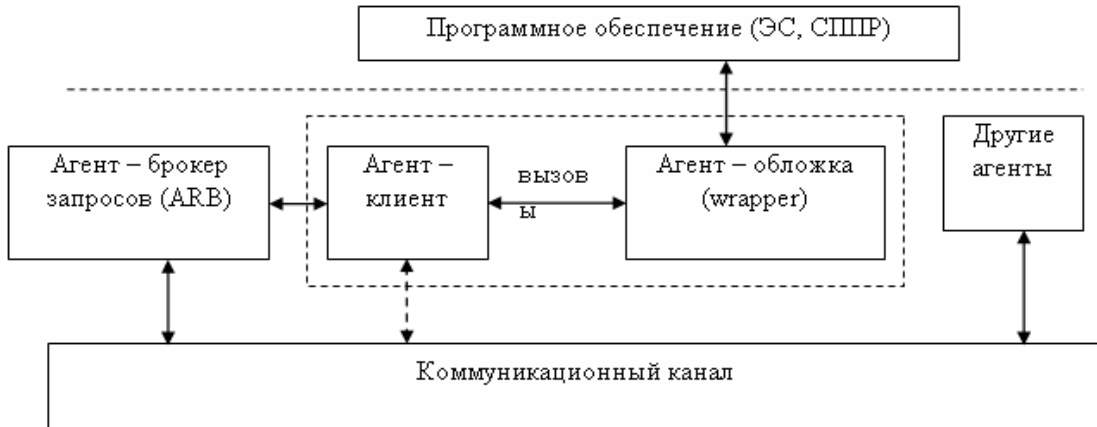 Программное обеспечение (ЭС, СППР)
Агент – брокер
запросов (ARB)
Агент –
клиент
вызов
ы
Агент – обложка
(wrapper)
Другие
агенты
Коммуникационный канал